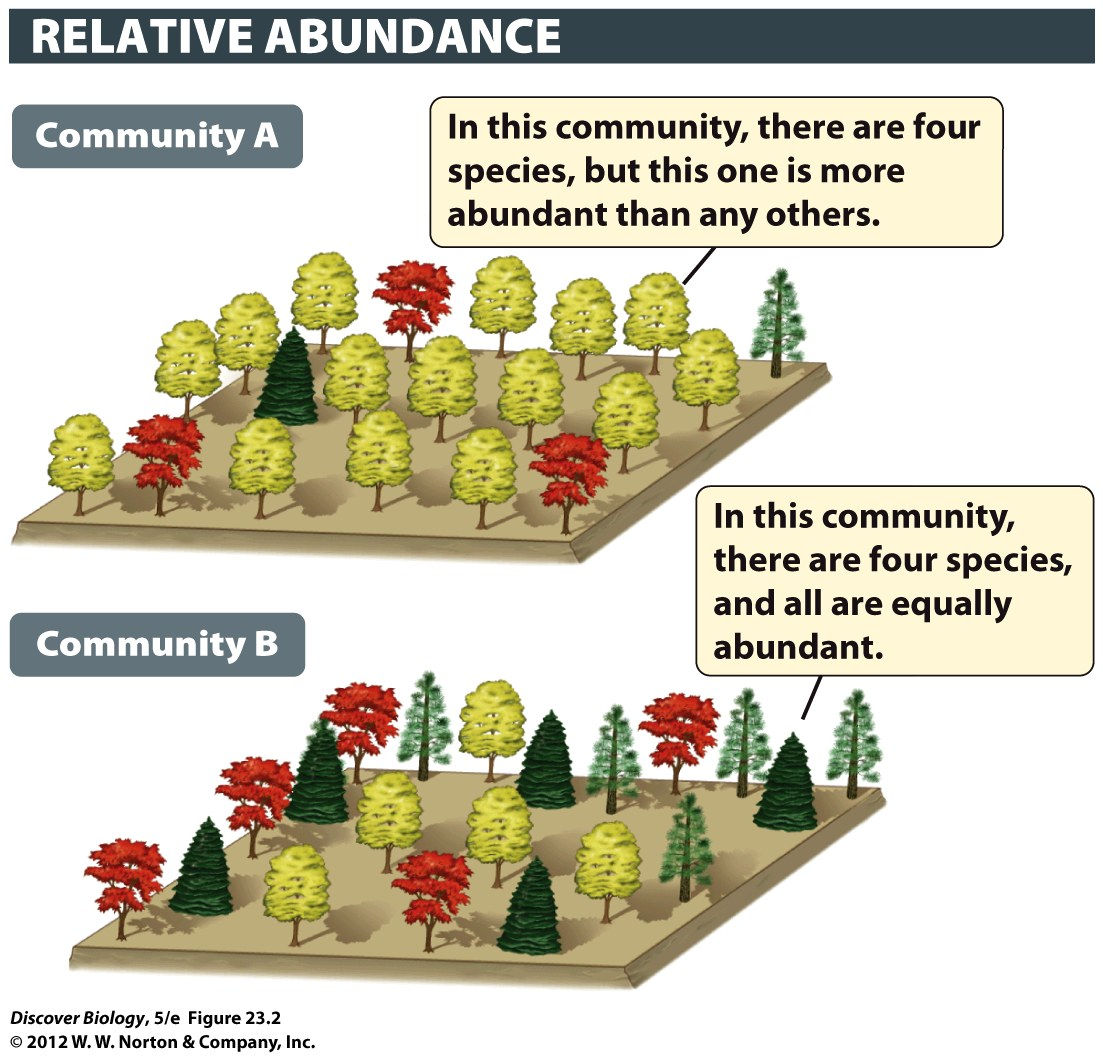 RELATIVE ABUNDANCE
Community A
In this community, there are four
species, but this one is more
abundant than any others.
In this community,
there are four species,
and all are equally
abundant.
Community B
Discover Biology, 5/e Figure 23.2
© 2012 W. W. Norton & Company, Inc.